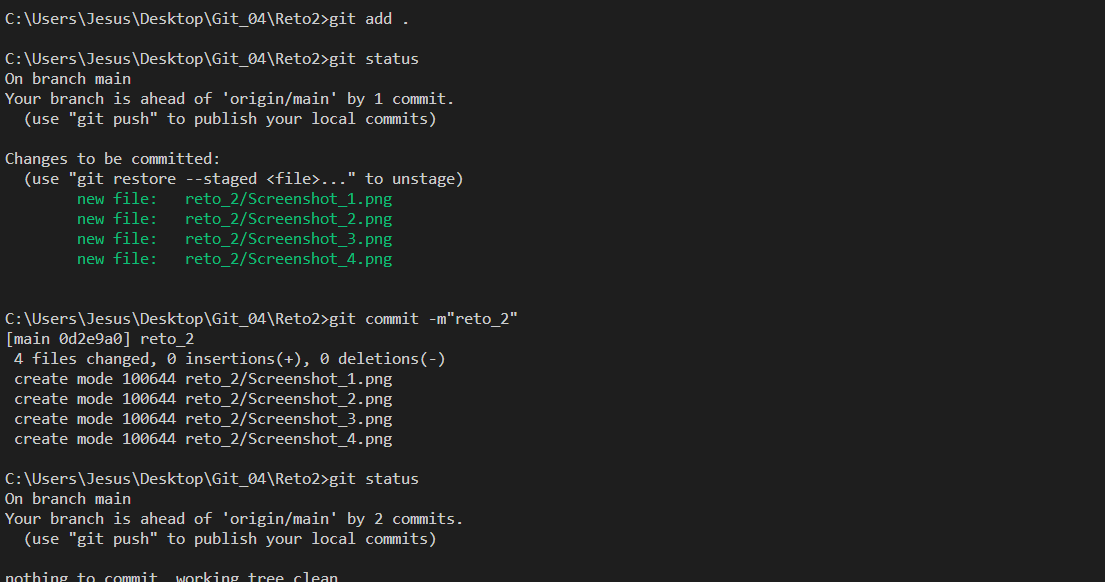 C:\Users\Jesus\Desktop\Git_04\Reto2>git add .
C:\Users\Jesus\Desktop\Git_04\Reto2>git status
On branch main
Your branch is ahead of 'origin/main' by 1 commit.
(use "git push" to publish your local commits)
Changes to be committed:
(use "git restore --staged <file>..." to unstage)
new file:   reto_2/Screenshot_1.png
new file:   reto_2/Screenshot_2.png
new file:   reto_2/Screenshot_3.png
new file:   reto_2/Screenshot_4.png
C:\Users\Jesus\Desktop\Git_04\Reto2>git commit -m"reto_2"
[main 0d2e9a0] reto_2
4 files changed, 0 insertions(+), 0 deletions(-)
create mode 100644 reto_2/Screenshot_1.png
create mode 100644 reto_2/Screenshot_2.png
create mode 100644 reto_2/Screenshot_3.png
create mode 100644 reto_2/Screenshot_4.png
C:\Users\Jesus\Desktop\Git_04\Reto2>git status
On branch main
Your branch is ahead of 'origin/main' by 2 commits.
(use "git push" to publish your local commits)
nothing to commit, working tree clean